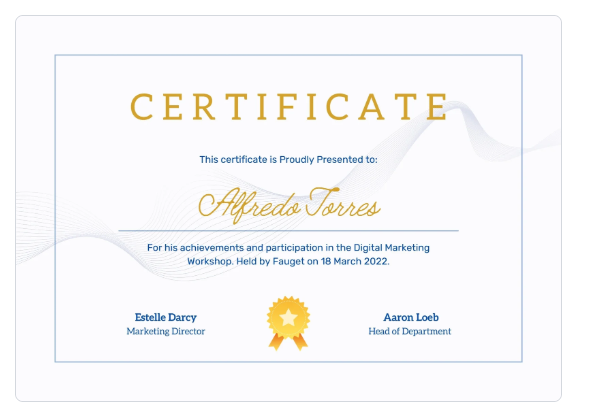 CERTIFICATE
This certificate is Proudly Presented to:
Alfredo Torres
For his achievements and participation in the Digital Marketing
Workshop. Held by Fauget on 18 March 2022.
Estelle Darcy
Marketing Director
Aaron Loeb
Head of Department